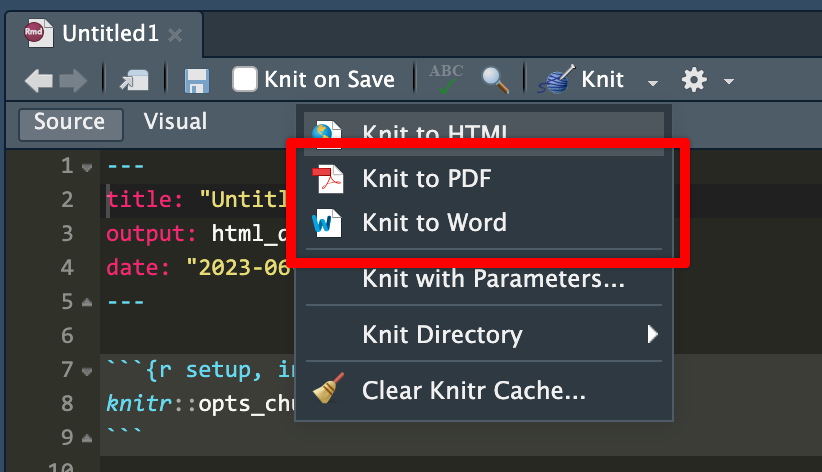 Rmd Untitled1
Knit on Save ABC Knit
Source Visual
Knit to HTML
Knit to PDF
Knit to Word
Knit with Parameters...
Knit Directory
Clear Knitr Cache...
1 ---
2 title: "Untitl
3 output: html_d
4 date: "2023-06
5 ---
6
7 ```{r setup, in
8 knitr::opts_chu
9 ```
10